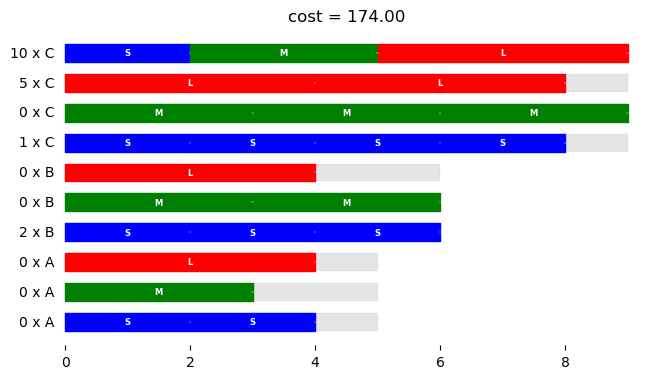 cost = 174.00
10 x C S M L
5 x C L L
0 x C M M M
1 x C S S S S
0 x B L
0 x B M M
2 x B S S S
0 x A L
0 x A M
0 x A S S
0 2 4 6 8